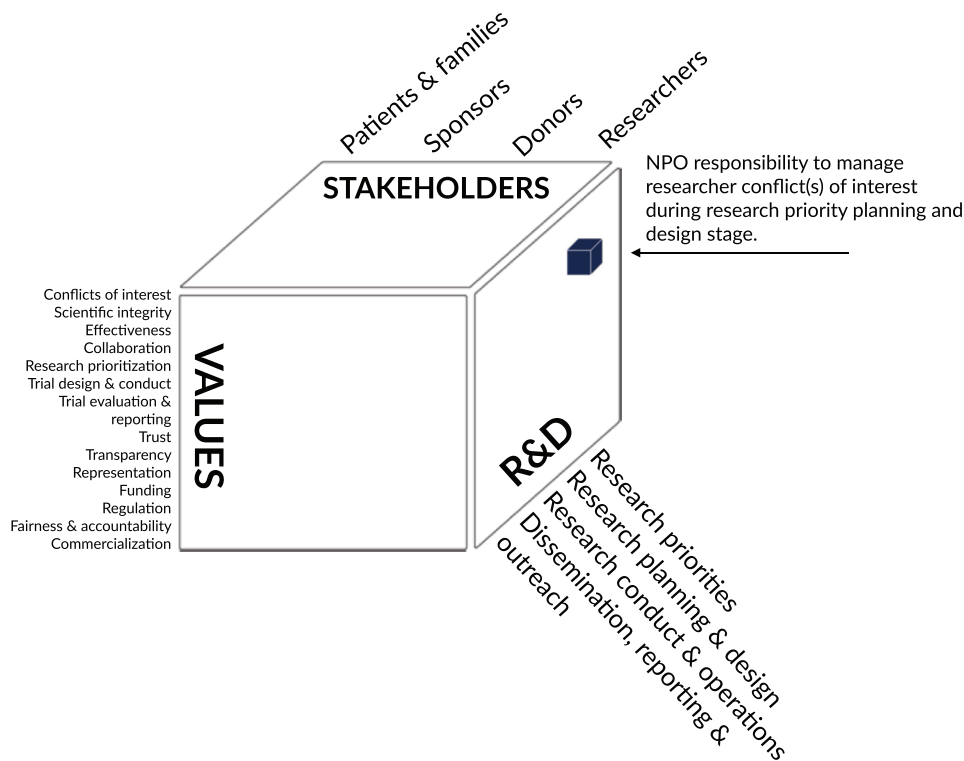 Patients & families
Sponsors
Donors
Researchers
STAKEHOLDERS
NPO responsibility to manage
researcher conflict(s) of interest
during research priority planning and
design stage.
Conflicts of interest
Scientific integrity
Effectiveness
Collaboration
Research prioritization
Trial design & conduct
Trial evaluation &
reporting
Trust
Transparency
Representation
Funding
Regulation
Fairness & accountability
Commercialization
VALUES
R&D
Research priorities
Research planning & design
Research conduct & operations
Dissemination, reporting &
outreach